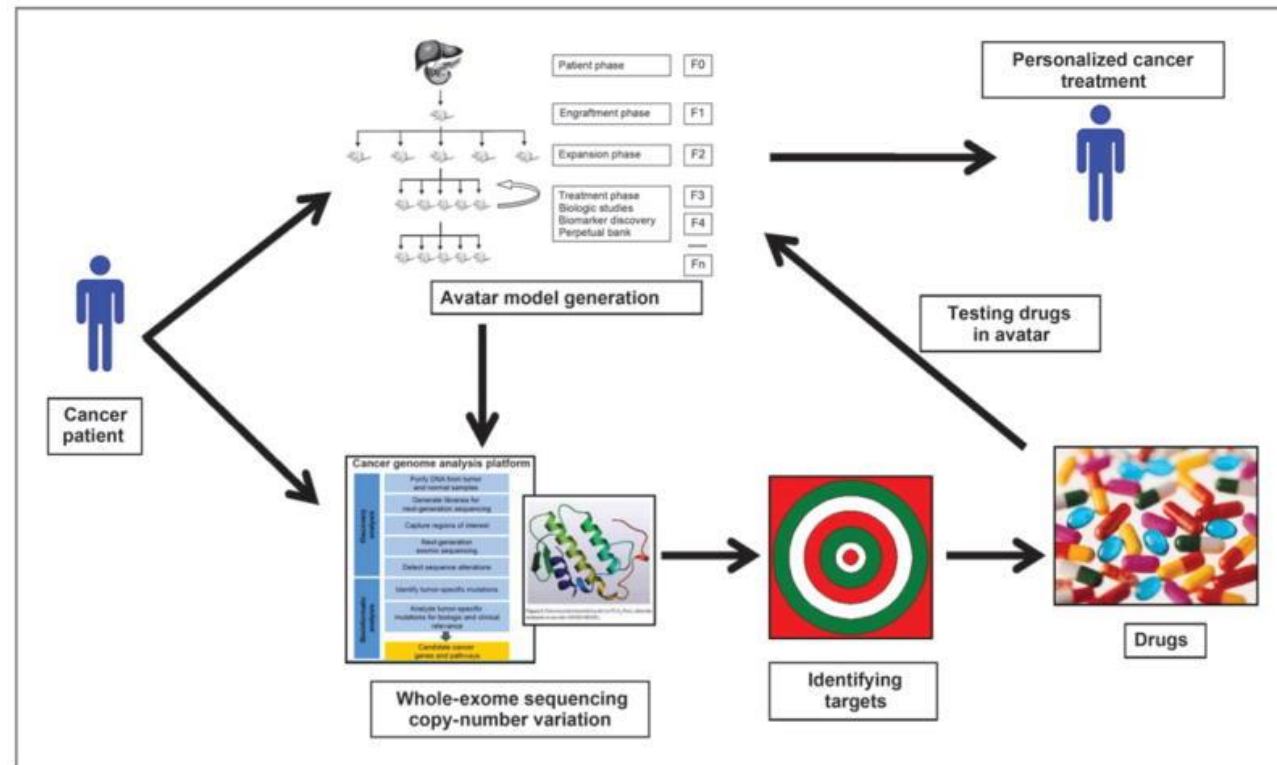 Patient phase
F0
Engraftment phase
F1
Expansion phase
F2
Treatment phase
Biologic studies
Biomarker discovery
Perpetual bank
F3
F4
Fn
Avatar model generation
Personalized cancer
treatment
Testing drugs
in avatar
Cancer
patient
Cancer genome analysis platform
Discovery
analysis
Purify DNA from tumor
and normal samples
Generate libraries for
next-generation sequencing
Capture regions of interest
Next-generation
exomic sequencing
Detect sequence alterations
Bioinformatic
analysis
Identify tumor-specific mutations
Analyze tumor-specific
mutations for biologic and clinical
relevance
Candidate cancer
genes and pathways
Whole-exome sequencing
copy-number variation
Identifying
targets
Drugs